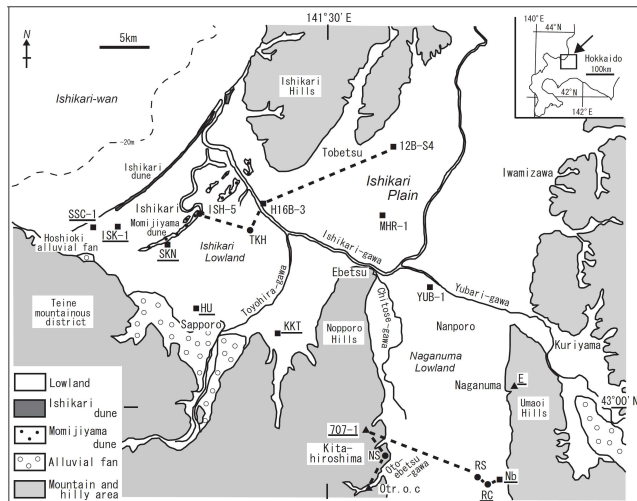 141°30′E
140°E
44°N
Hokkaido
100km
42°N
142°E
N
5km
Ishikari-wan
-20m
Ishikari
Hills
Tobetsu
12B-S4
Ishikari
dune
Ishikari
Plain
Iwamizawa
SSC-1
ISK-1
Ishikari
Momijiyama
dune
ISH-5
H16B-3
MHR-1
Hoshioki
alluvial fan
SKN
Ishikari
Lowland
TKH
Ishikari-gawa
Toyohira-gawa
Ebetsu
Teine
mountainous
district
HU
Sapporo
KKT
Nopporo
Hills
Chitose-gawa
YUB-1
Yubari-gawa
Nanporo
Kuriyama
Naganuma
Lowland
Naganuma
E
Umaoi
Hills
43°00′N
707-1
Kita-
hiroshima
NS
Oto-
ebetsu
-gawa
Otr.o.c
RS
RC
Nb
Lowland
Ishikari
dune
Momijiyama
dune
Alluvial fan
Mountain and
hilly area